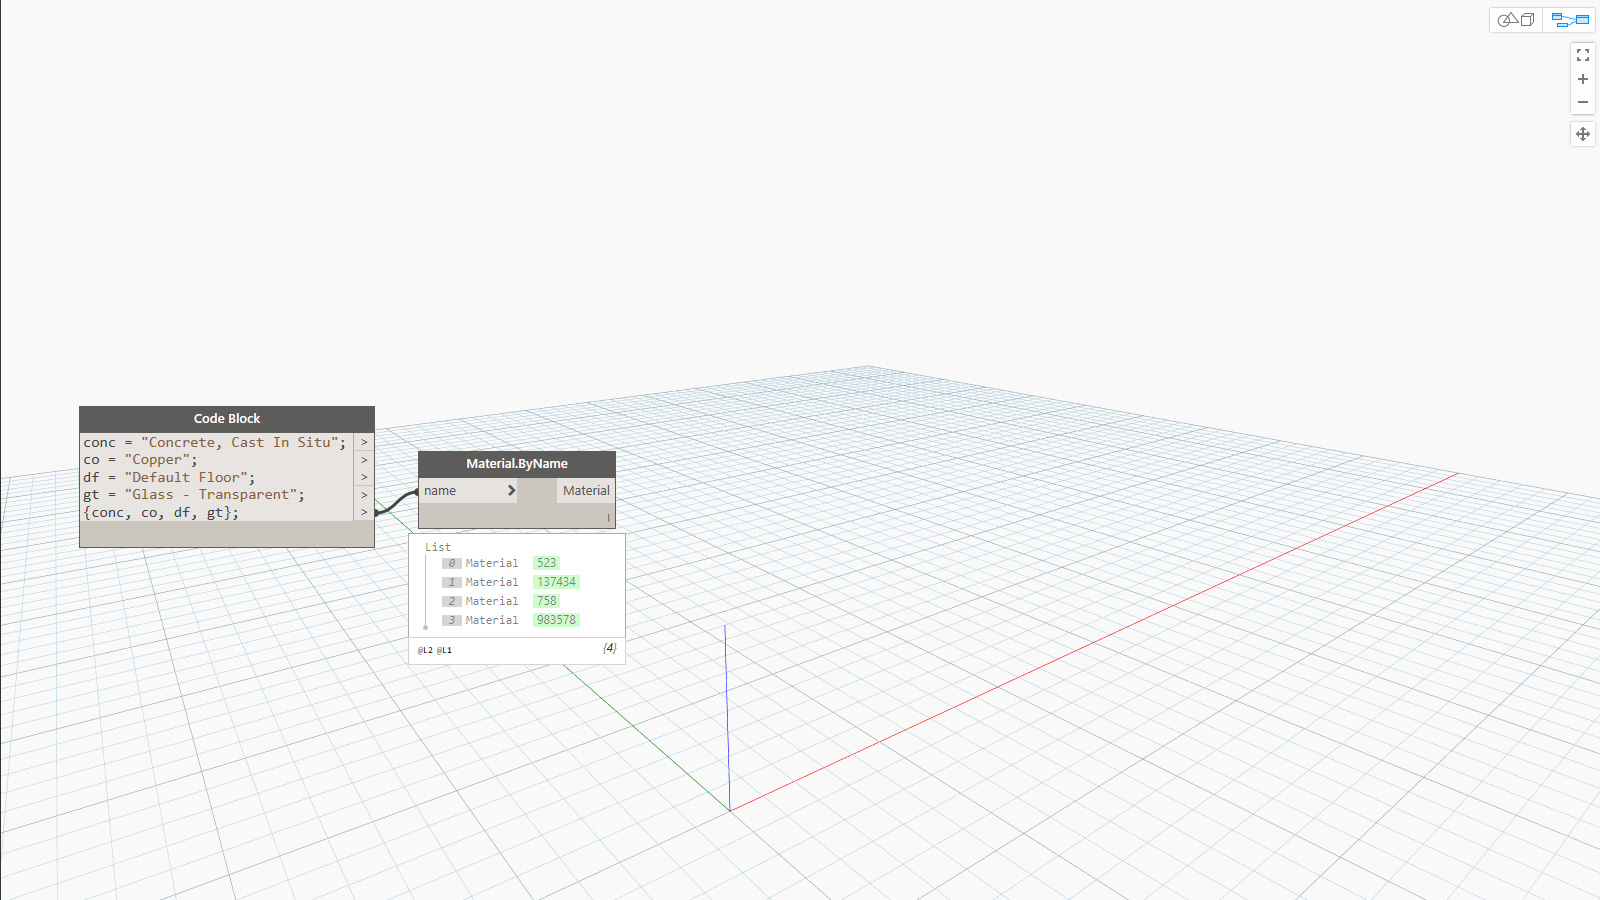 Code Block
conc = "Concrete, Cast In Situ"; >
co = "Copper"; >
df = "Default Floor"; >
gt = "Glass - Transparent"; >
{conc, co, df, gt}; >
Material.ByName
name > Material
l
List
0 Material 523
1 Material 137434
2 Material 758
3 Material 983578
@L2 @L1 {4}